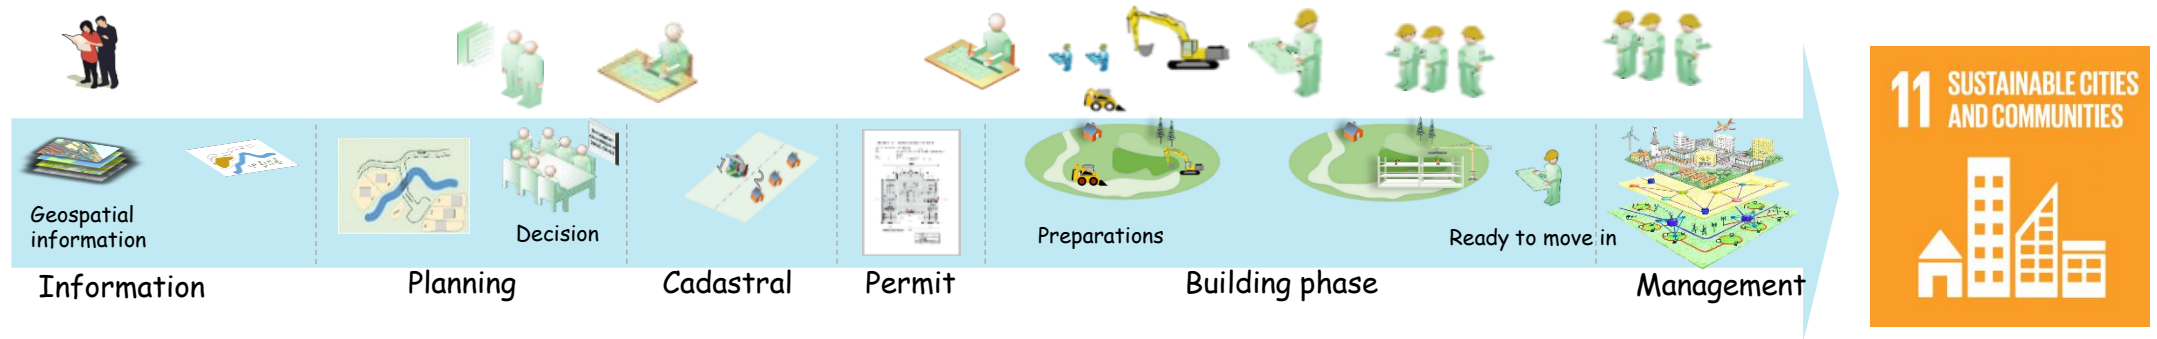 11 SUSTAINABLE CITIES
AND COMMUNITIES
Geospatial
information
Decision
Preparations
Ready to move in
Information
Planning
Cadastral
Permit
Building phase
Management